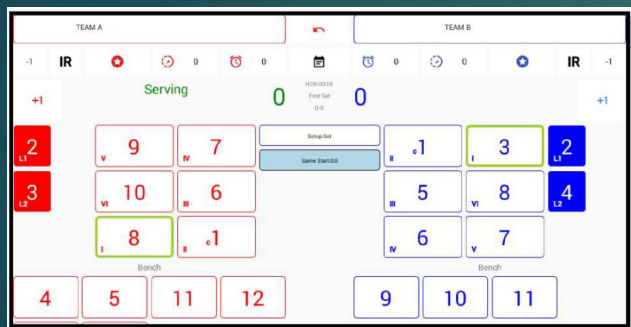 TEAM A
TEAM B
-1 IR 0 0 0 0 IR -1
+1 Serving 0 H2W-0028 0 +1
First Set
0-0
2 L1 9 V 7 IV Setup Set c1 II 3 I 2 L1
Game Start 0:0
3 L2 10 VI 6 III 5 III 8 VI 4 L2
8 I c1 II 6 IV 7 V
Bench Bench
4 5 11 12 9 10 11